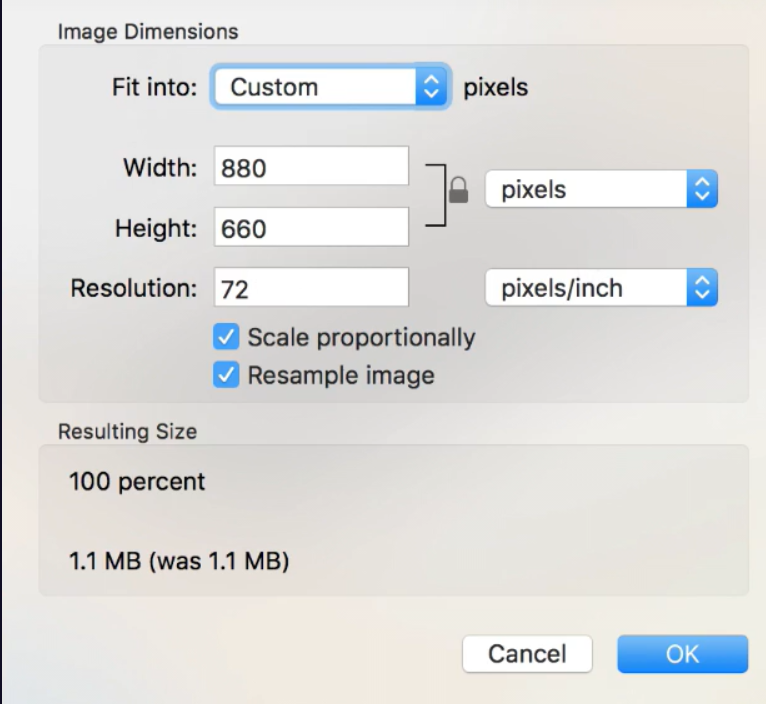 Image Dimensions
Fit into: Custom pixels
Width: 880
pixels
Height: 660
Resolution: 72 pixels/inch
Scale proportionally
Resample image
Resulting Size
100 percent
1.1 MB (was 1.1 MB)
Cancel OK